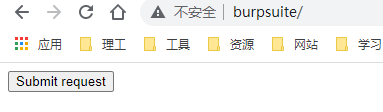 不安全 | burpsuite/
应用 理工 工具 资源 网站 学习
Submit request